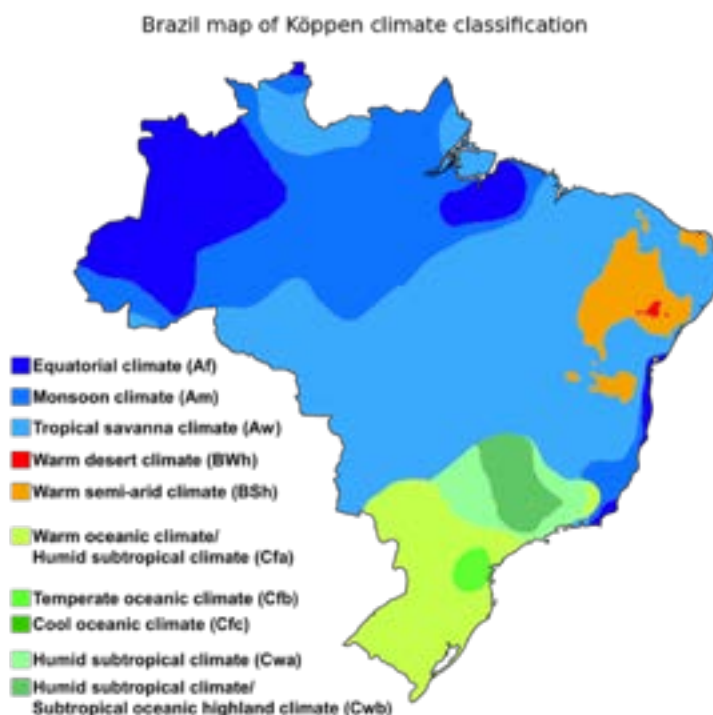 Brazil map of Köppen climate classification
Equatorial climate (Af)
Monsoon climate (Am)
Tropical savanna climate (Aw)
Warm desert climate (BWh)
Warm semi-arid climate (BSh)
Warm oceanic climate/
Humid subtropical climate (Cfa)
Temperate oceanic climate (Cfb)
Cool oceanic climate (Cfc)
Humid subtropical climate (Cwa)
Humid subtropical climate/
Subtropical oceanic highland climate (Cwb)